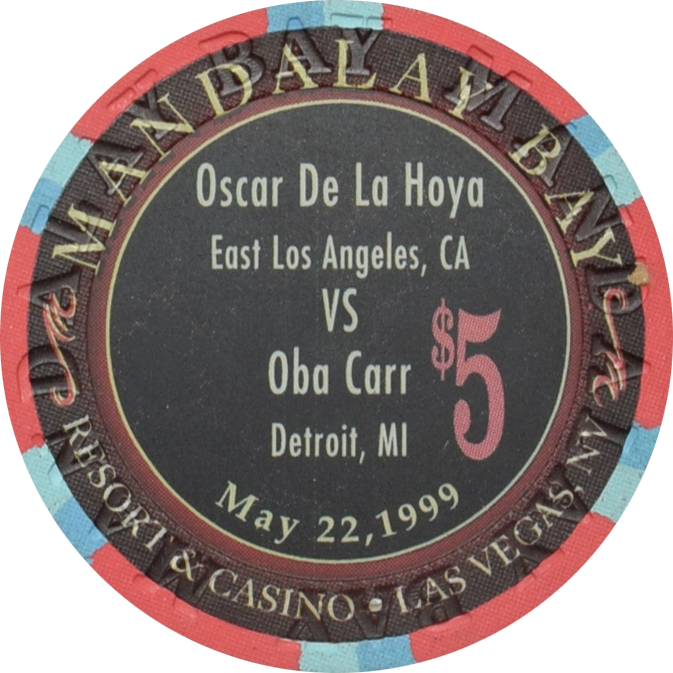 MANDALAY BAY
Oscar De La Hoya
East Los Angeles, CA
VS
Oba Carr
$5
Detroit, MI
May 22, 1999
RESORT & CASINO • LAS VEGAS, NV